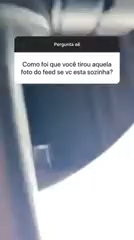 Pergunta aê
Como foi que você tirou aquela
foto do feed se vc esta sozinha?